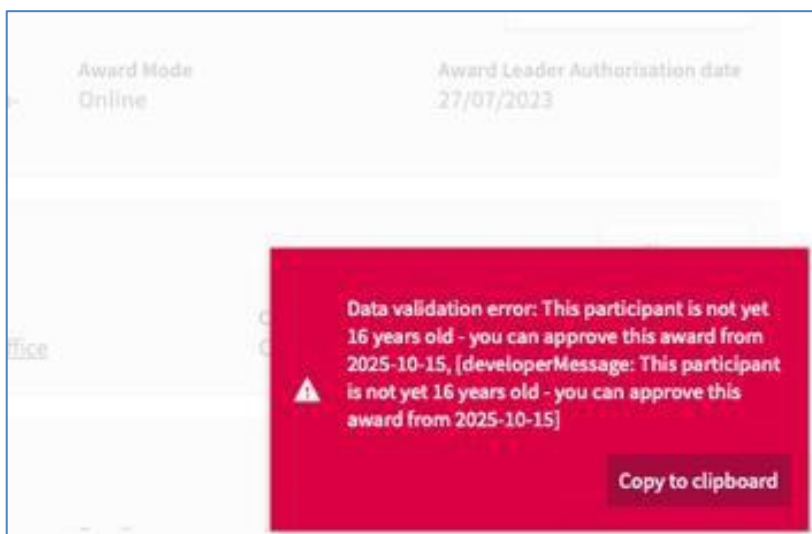 Award Mode
Award Leader Authorisation date
Online
27/07/2023
Data validation error: This participant is not yet
16 years old - you can approve this award from
2025-10-15, [developerMessage: This participant
is not yet 16 years old - you can approve this
award from 2025-10-15]
ffice
Copy to clipboard